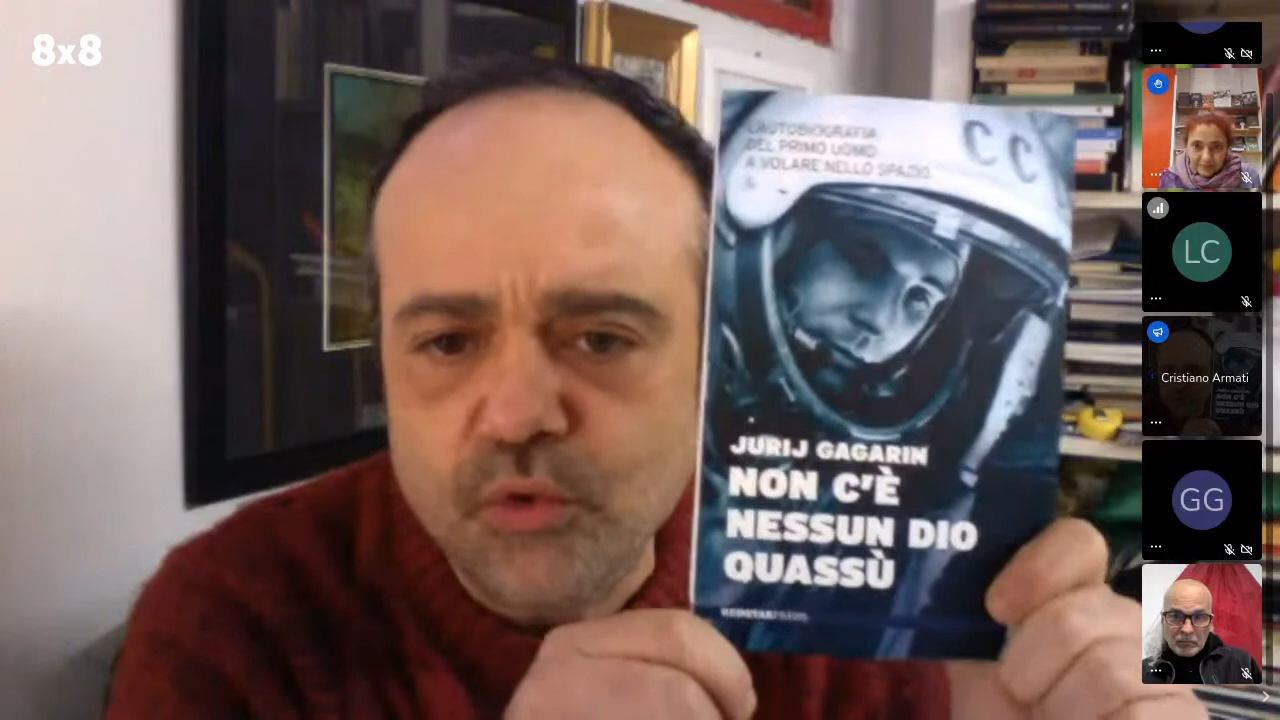 8x8
L'AUTOBIOGRAFIA
DEL PRIMO UOMO
A VOLARE NELLO SPAZIO
CC
JURIJ GAGARIN
NON C'È
NESSUN DIO
QUASSÙ
REDSTARPRESS
LC
Cristiano Armati
GG